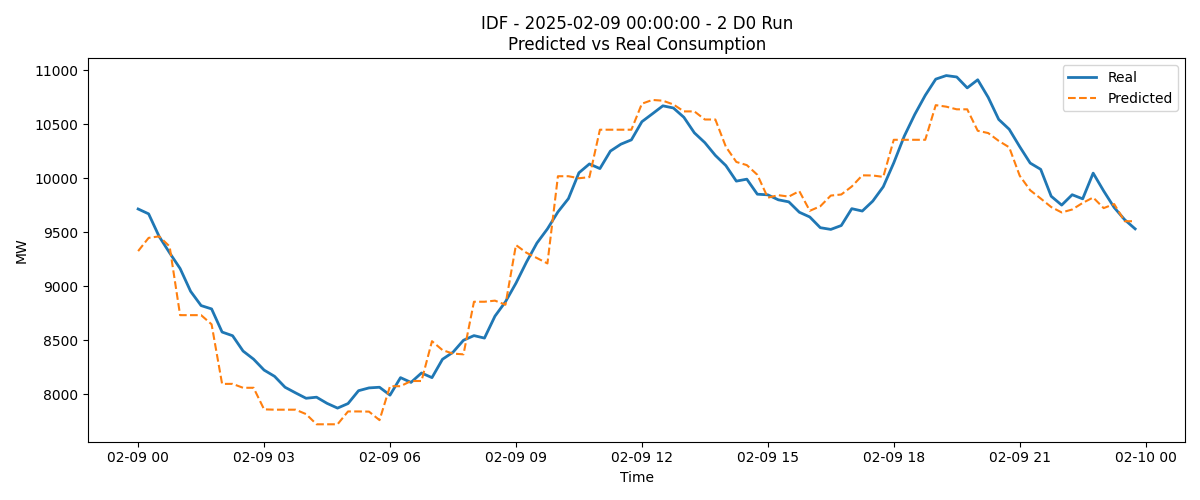 IDF - 2025-02-09 00:00:00 - 2 D0 Run
Predicted vs Real Consumption
11000
10500
10000
9500
9000
8500
8000
MW
Real
Predicted
02-09 00
02-09 03
02-09 06
02-09 09
02-09 12
02-09 15
02-09 18
02-09 21
02-10 00
Time